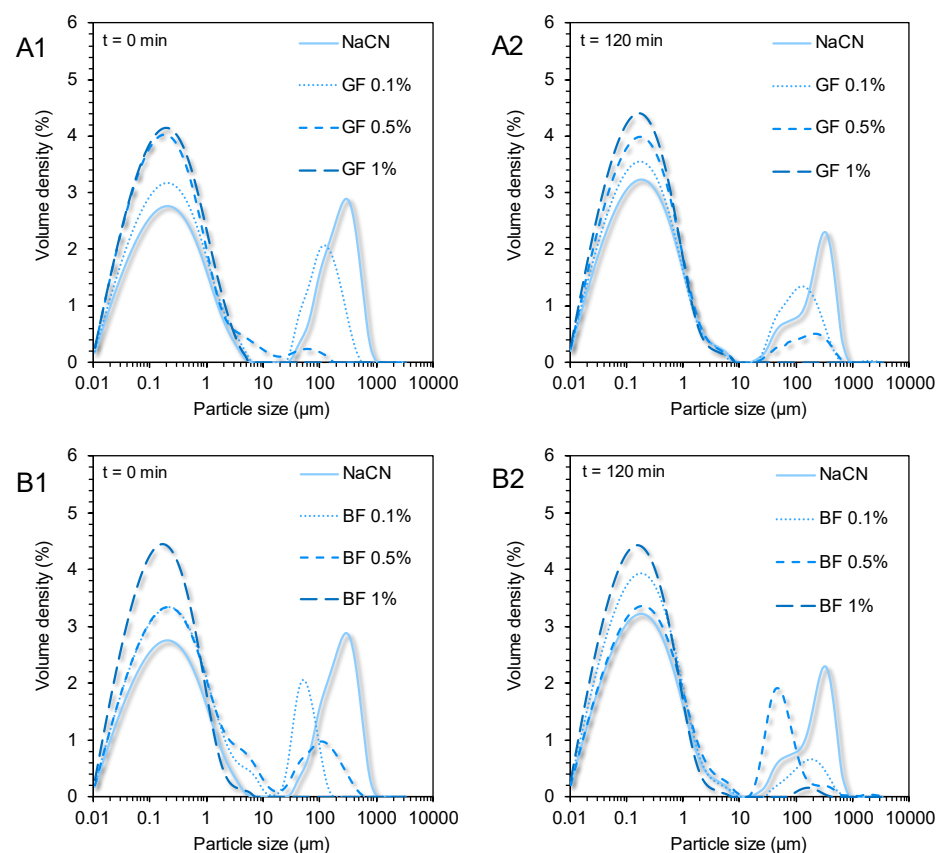 A1
t = 0 min
NaCN
GF 0.1%
GF 0.5%
GF 1%
Volume density (%)
6
5
4
3
2
1
0
0.01 0.1 1 10 100 1000 10000
Particle size (µm)
A2
t = 120 min
NaCN
GF 0.1%
GF 0.5%
GF 1%
Volume density (%)
6
5
4
3
2
1
0
0.01 0.1 1 10 100 1000 10000
Particle size (µm)
B1
t = 0 min
NaCN
BF 0.1%
BF 0.5%
BF 1%
Volume density (%)
6
5
4
3
2
1
0
0.01 0.1 1 10 100 1000 10000
Particle size (µm)
B2
t = 120 min
NaCN
BF 0.1%
BF 0.5%
BF 1%
Volume density (%)
6
5
4
3
2
1
0
0.01 0.1 1 10 100 1000 10000
Particle size (µm)